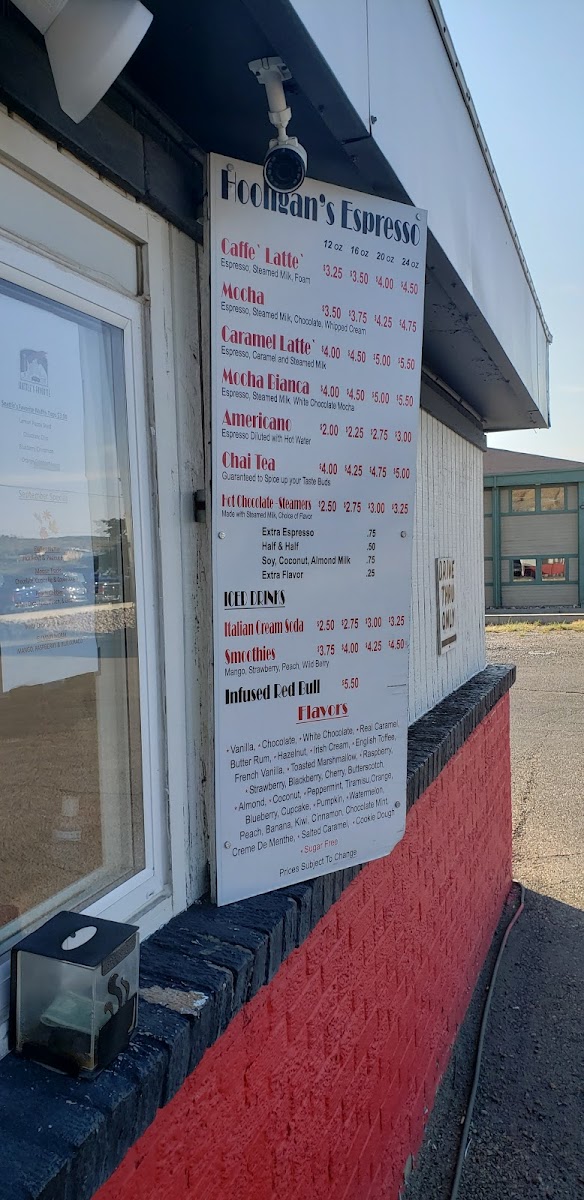 Hooligan's Espresso
12 oz 16 oz 20 oz 24 oz
Caffe` Latte` $3.25 $3.50 $4.00 $4.50
Espresso, Steamed Milk, Foam
Mocha $3.50 $3.75 $4.25 $4.75
Espresso, Steamed Milk, Chocolate, Whipped Cream
Caramel Latte` $4.00 $4.50 $5.00 $5.50
Espresso, Caramel and Steamed Milk
Mocha Bianca $4.00 $4.50 $5.00 $5.50
Espresso, Steamed Milk, White Chocolate Mocha
Americano $2.00 $2.25 $2.75 $3.00
Espresso Diluted with Hot Water
Chai Tea $4.00 $4.25 $4.75 $5.00
Guaranteed to Spice up your Taste Buds
Hot Chocolate-Steamers $2.50 $2.75 $3.00 $3.25
Made with Steamed Milk, Choice of Flavor
Extra Espresso .75
Half & Half .50
Soy, Coconut, Almond Milk .75
Extra Flavor .25
ICED DRINKS
Italian Cream Soda $2.50 $2.75 $3.00 $3.25
Smoothies $3.75 $4.00 $4.25 $4.50
Mango, Strawberry, Peach, Wild Berry
Infused Red Bull $5.50
Flavors
•Vanilla, •Chocolate, •White Chocolate, •Real Caramel,
Butter Rum, •Hazelnut, •Irish Cream, •English Toffee,
French Vanilla, •Toasted Marshmallow, •Raspberry,
•Strawberry, Blackberry, Cherry, Butterscotch,
•Almond, •Coconut, •Peppermint, Tiramisu, Orange,
Blueberry, Cupcake, •Pumpkin, •Watermelon,
Peach, Banana, Kiwi, Cinnamon, Chocolate Mint,
Creme De Menthe, •Salted Caramel, •Cookie Dough
•Sugar Free
Prices Subject To Change
DRIVE
THRU
ONLY